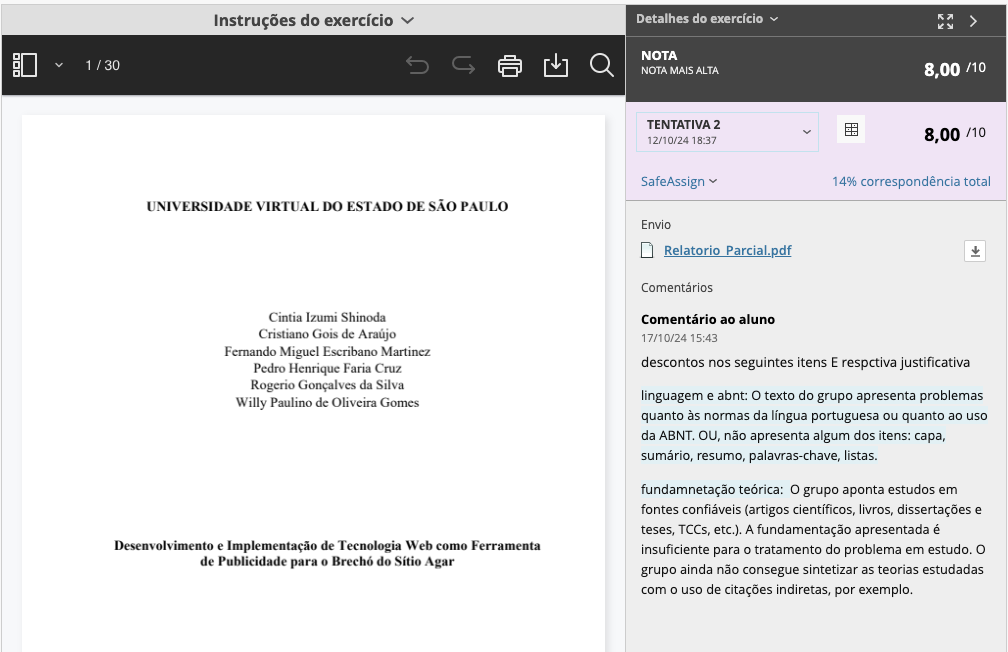 Instruções do exercício
Detalhes do exercício
1 / 30
NOTA
NOTA MAIS ALTA
8,00 /10
TENTATIVA 2
12/10/24 18:37
8,00 /10
SafeAssign
14% correspondência total
Envio
Relatorio_Parcial.pdf
Comentários
Comentário ao aluno
17/10/24 15:43
descontos nos seguintes itens E respctiva justificativa
linguagem e abnt: O texto do grupo apresenta problemas
quanto às normas da língua portuguesa ou quanto ao uso
da ABNT. OU, não apresenta algum dos itens: capa,
sumário, resumo, palavras-chave, listas.
fundamnetação teórica: O grupo aponta estudos em
fontes confiáveis (artigos científicos, livros, dissertações e
teses, TCCs, etc.). A fundamentação apresentada é
insuficiente para o tratamento do problema em estudo. O
grupo ainda não consegue sintetizar as teorias estudadas
com o uso de citações indiretas, por exemplo.
UNIVERSIDADE VIRTUAL DO ESTADO DE SÃO PAULO
Cintia Izumi Shinoda
Cristiano Gois de Araújo
Fernando Miguel Escribano Martinez
Pedro Henrique Faria Cruz
Rogerio Gonçalves da Silva
Willy Paulino de Oliveira Gomes
Desenvolvimento e Implementação de Tecnologia Web como Ferramenta
de Publicidade para o Brechó do Sítio Agar